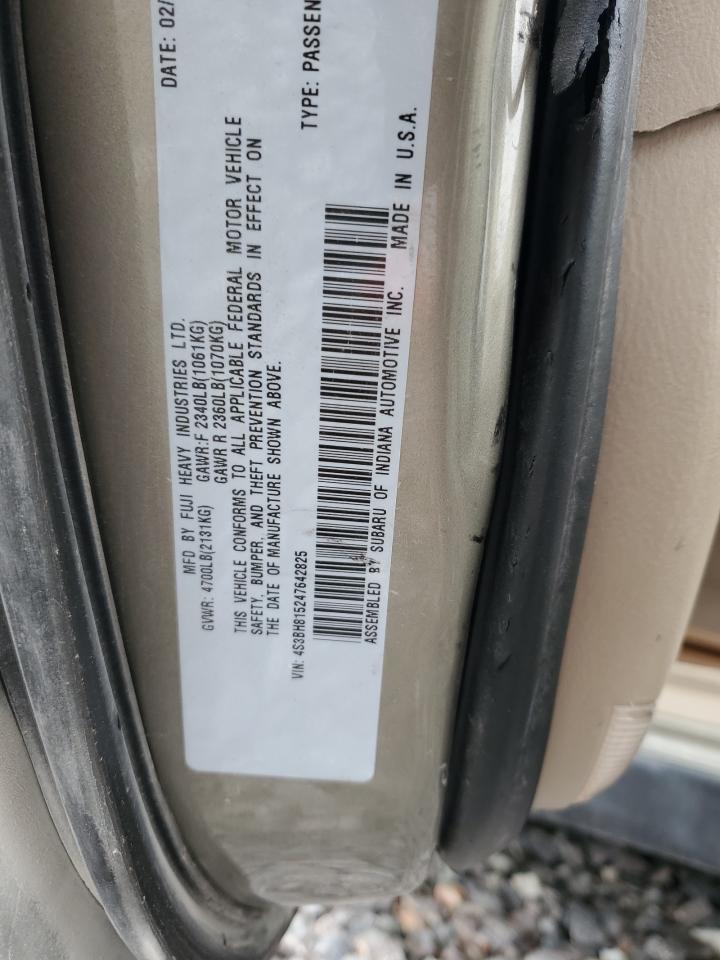 MFD BY FUJI HEAVY INDUSTRIES LTD. DATE: 02/
GVWR: 4700LB(2131KG) GAWR:F 2340LB(1061KG)
GAWR R 2360LB(1070KG)
THIS VEHICLE CONFORMS TO ALL APPLICABLE FEDERAL MOTOR VEHICLE
SAFETY, BUMPER, AND THEFT PREVENTION STANDARDS IN EFFECT ON
THE DATE OF MANUFACTURE SHOWN ABOVE.
VIN: 4S3BH815247642825 TYPE: PASSEN
ASSEMBLED BY SUBARU OF INDIANA AUTOMOTIVE INC. MADE IN U.S.A.